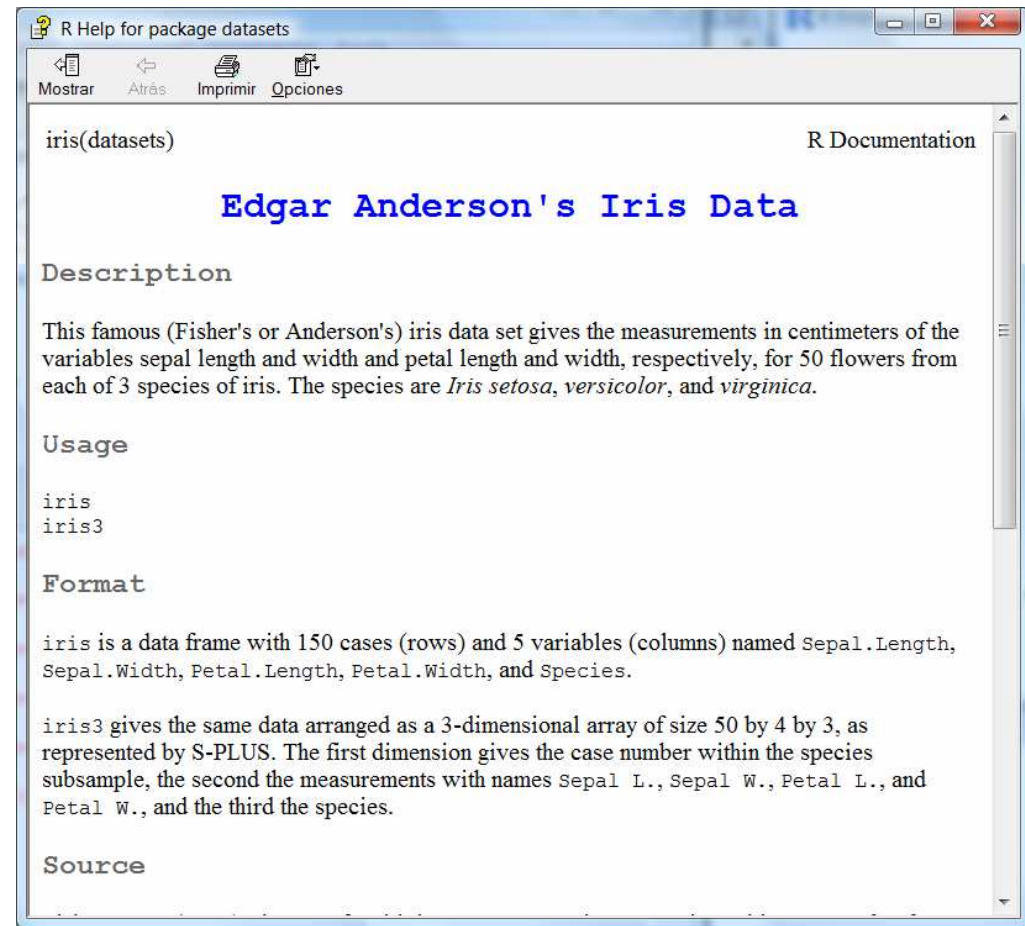 R Help for package datasets
Mostrar Atrás Imprimir Opciones
iris(datasets) R Documentation
Edgar Anderson's Iris Data
Description
This famous (Fisher's or Anderson's) iris data set gives the measurements in centimeters of the
variables sepal length and width and petal length and width, respectively, for 50 flowers from
each of 3 species of iris. The species are Iris setosa, versicolor, and virginica.
Usage
iris
iris3
Format
iris is a data frame with 150 cases (rows) and 5 variables (columns) named Sepal.Length,
Sepal.Width, Petal.Length, Petal.Width, and Species.
iris3 gives the same data arranged as a 3-dimensional array of size 50 by 4 by 3, as
represented by S-PLUS. The first dimension gives the case number within the species
subsample, the second the measurements with names Sepal L., Sepal W., Petal L., and
Petal W., and the third the species.
Source